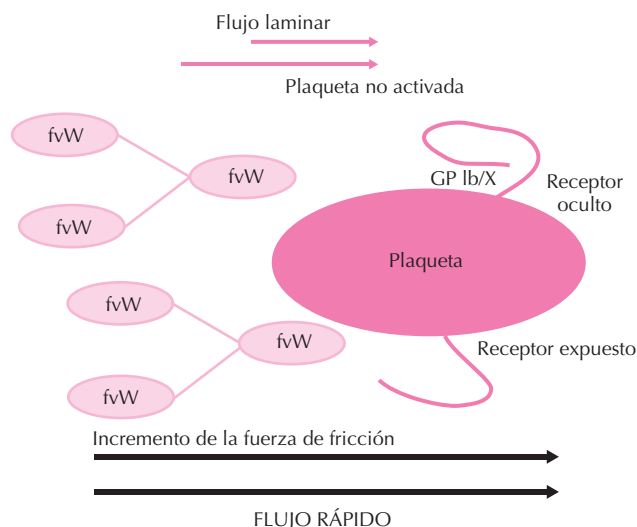 Flujo laminar
Plaqueta no activada
fvW
fvW
GP lb/X
Receptor
oculto
fvW
Plaqueta
fvW
fvW
Receptor expuesto
fvW
Incremento de la fuerza de fricción
FLUJO RÁPIDO